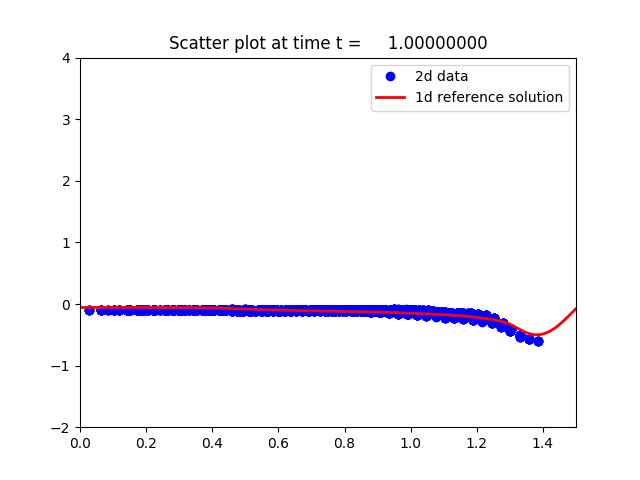 Scatter plot at time t =     1.00000000
2d data
1d reference solution
4
3
2
1
0
−1
−2
0.0 0.2 0.4 0.6 0.8 1.0 1.2 1.4